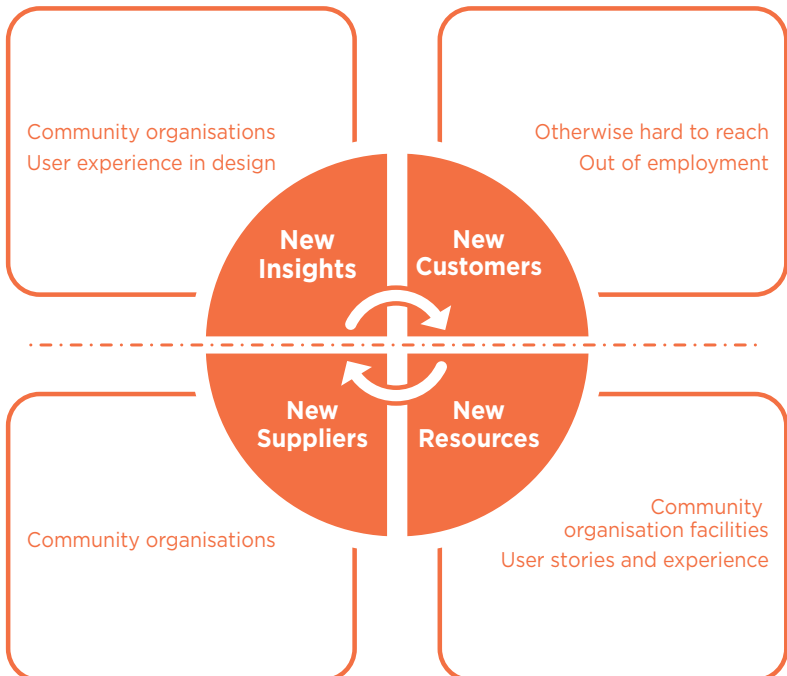 Community organisations
User experience in design
Otherwise hard to reach
Out of employment
New
Insights
New
Customers
New
Suppliers
New
Resources
Community organisations
Community
organisation facilities
User stories and experience